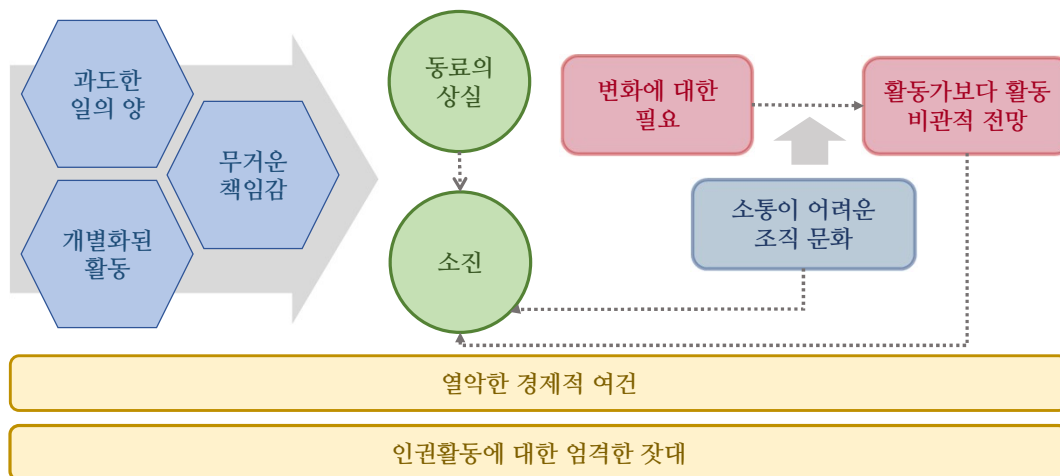 과도한
일의 양
무거운
책임감
개별화된
활동
동료의
상실
소진
변화에 대한
필요
활동가보다 활동
비관적 전망
소통이 어려운
조직 문화
열악한 경제적 여건
인권활동에 대한 엄격한 잣대